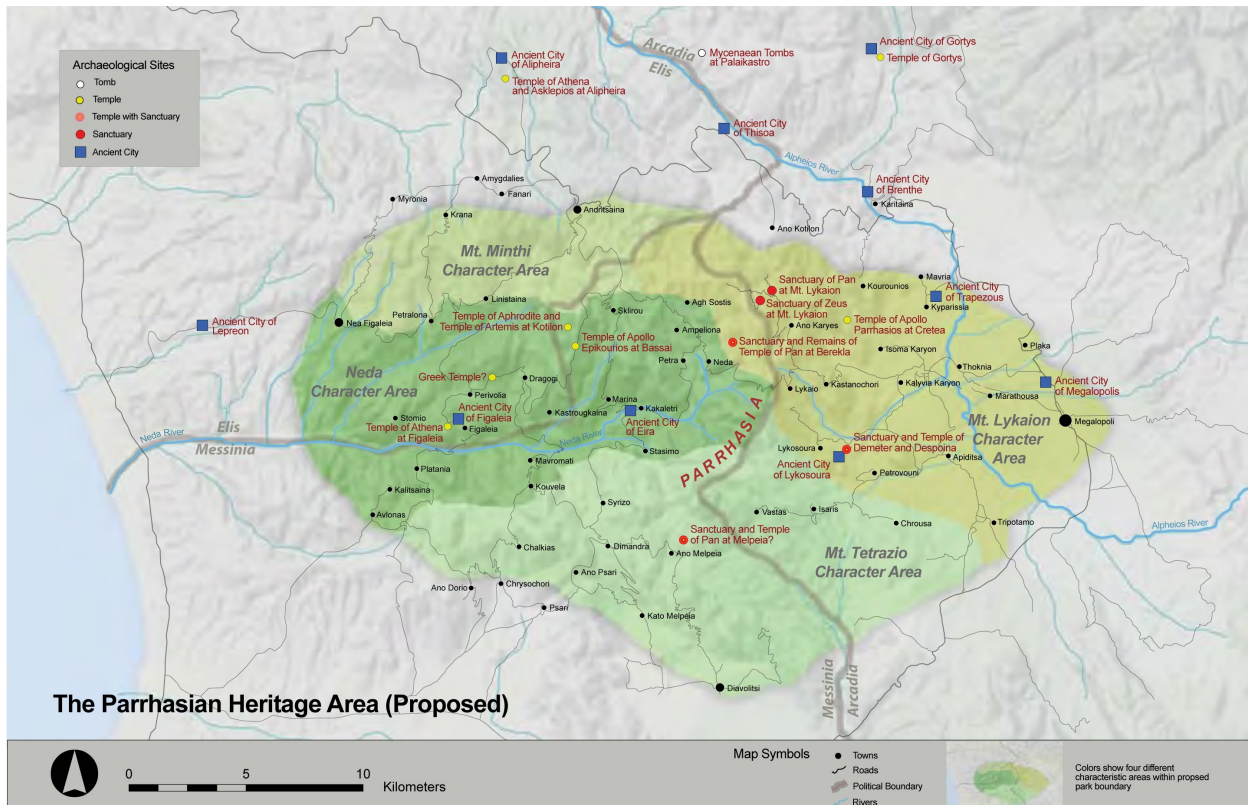 Archaeological Sites
Tomb
Temple
Temple with Sanctuary
Sanctuary
Ancient City
Ancient City
of Alipheira
Temple of Athena
and Asklepios at Alipheira
Arcadia
Elis
Mycenaean Tombs
at Palaikastro
Ancient City of Gortys
Temple of Gortys
Ancient City
of Thisoa
Alpheios River
Ancient City
of Brenthe
Karitaina
Amygdalies
Fanari
Myronia
Krana
Andritsaina
Ano Kotilon
Mt. Minthi
Character Area
Sanctuary of Pan
at Mt. Lykaion
Sanctuary of Zeus
at Mt. Lykaion
Kourounios
Mavria
Ancient City
of Trapezous
Kyparissia
Linistaina
Petralona
Nea Figaleia
Ancient City of
Lepreon
Temple of Aphrodite and
Temple of Artemis at Kotilon
Sklirou
Agh Sostis
Ampeliona
Temple of Apollo
Epikourios at Bassai
Ano Karyes
Temple of Apollo
Parrhasios at Cretea
Sanctuary and Remains of
Temple of Pan at Berekla
Isoma Karyon
Plaka
Petra
Neda
Thoknia
Neda
Character Area
Greek Temple?
Dragogi
Perivolia
Lykaio
Kastanochori
Kalyvia Karyon
Marathousa
Ancient City
of Megalopolis
Megalopoli
Stomio
Ancient City
of Figaleia
Temple of Athena
at Figaleia
Figaleia
Kastrougkaina
Marina
Kakaletri
Ancient City
of Eira
Neda River
Stasimo
PARRHASIA
Mt. Lykaion
Character
Area
Neda River
Elis
Messinia
Lykosoura
Sanctuary and Temple of
Demeter and Despoina
Ancient City
of Lykosoura
Apiditsa
Petrovouni
Platania
Mavromati
Kalitsaina
Kouvela
Avlonas
Syrizo
Vastas
Isaris
Chrousa
Tripotamo
Alpheios River
Sanctuary and Temple
of Pan at Melpeia?
Ano Melpeia
Chalkias
Dimandra
Mt. Tetrazio
Character Area
Ano Psari
Ano Dorio
Chrysochori
Psari
Kato Melpeia
Diavolitsi
Messinia
Arcadia
The Parrhasian Heritage Area (Proposed)
0
5
10
Kilometers
Map Symbols
Towns
Roads
Political Boundary
Rivers
Colors show four different
characteristic areas within propsed
park boundary